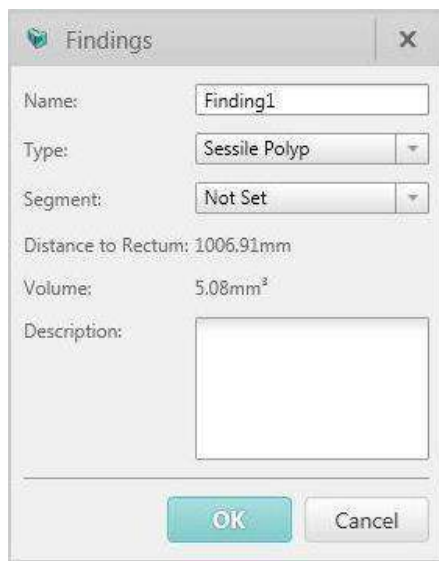 Findings
Name: Finding1
Type: Sessile Polyp
Segment: Not Set
Distance to Rectum: 1006.91mm
Volume: 5.08mm³
Description:
OK Cancel